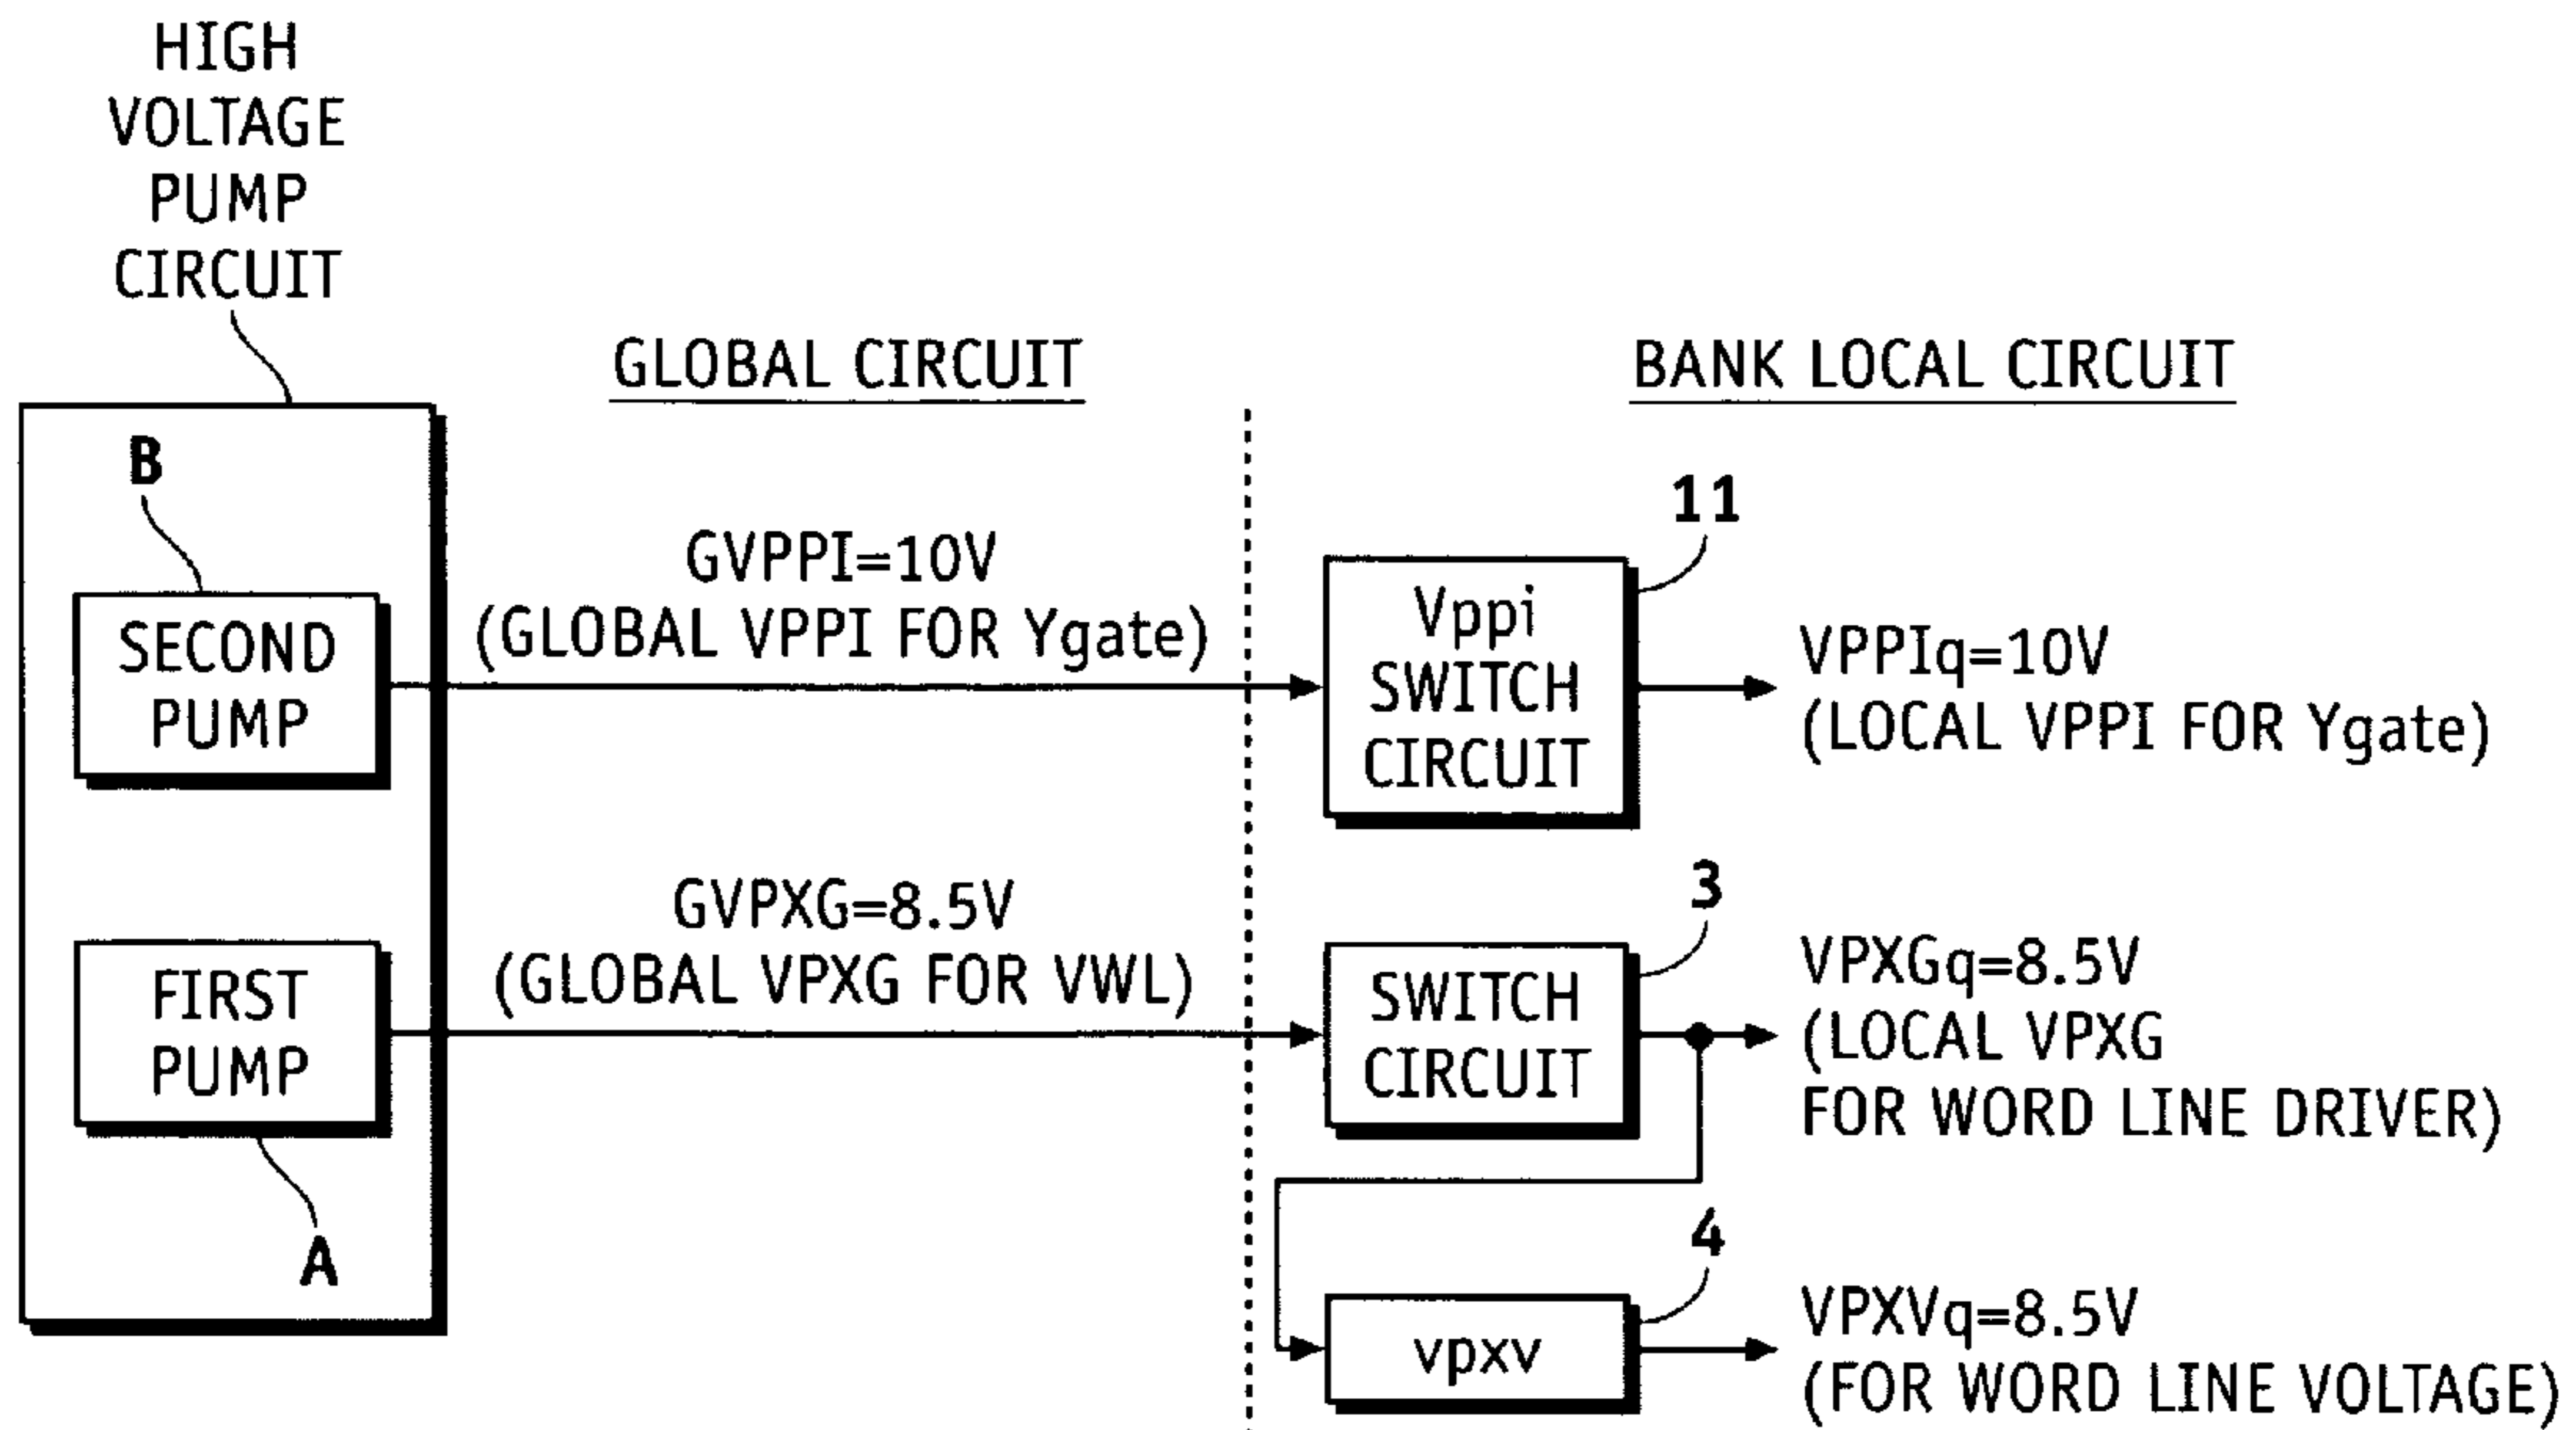 HIGH
VOLTAGE
PUMP
CIRCUIT
GLOBAL CIRCUIT
BANK LOCAL CIRCUIT
B
SECOND
PUMP
GVPPI=10V
(GLOBAL VPPI FOR Ygate)
11
Vppi
SWITCH
CIRCUIT
VPPIq=10V
(LOCAL VPPI FOR Ygate)
FIRST
PUMP
A
GVPXG=8.5V
(GLOBAL VPXG FOR VWL)
3
SWITCH
CIRCUIT
VPXGq=8.5V
(LOCAL VPXG
FOR WORD LINE DRIVER)
4
vpxv
VPXVq=8.5V
(FOR WORD LINE VOLTAGE)